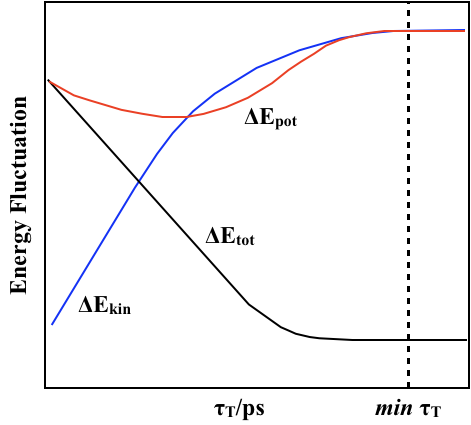 Energy Fluctuation
ΔEpot
ΔEtot
ΔEkin
τT/ps
min τT